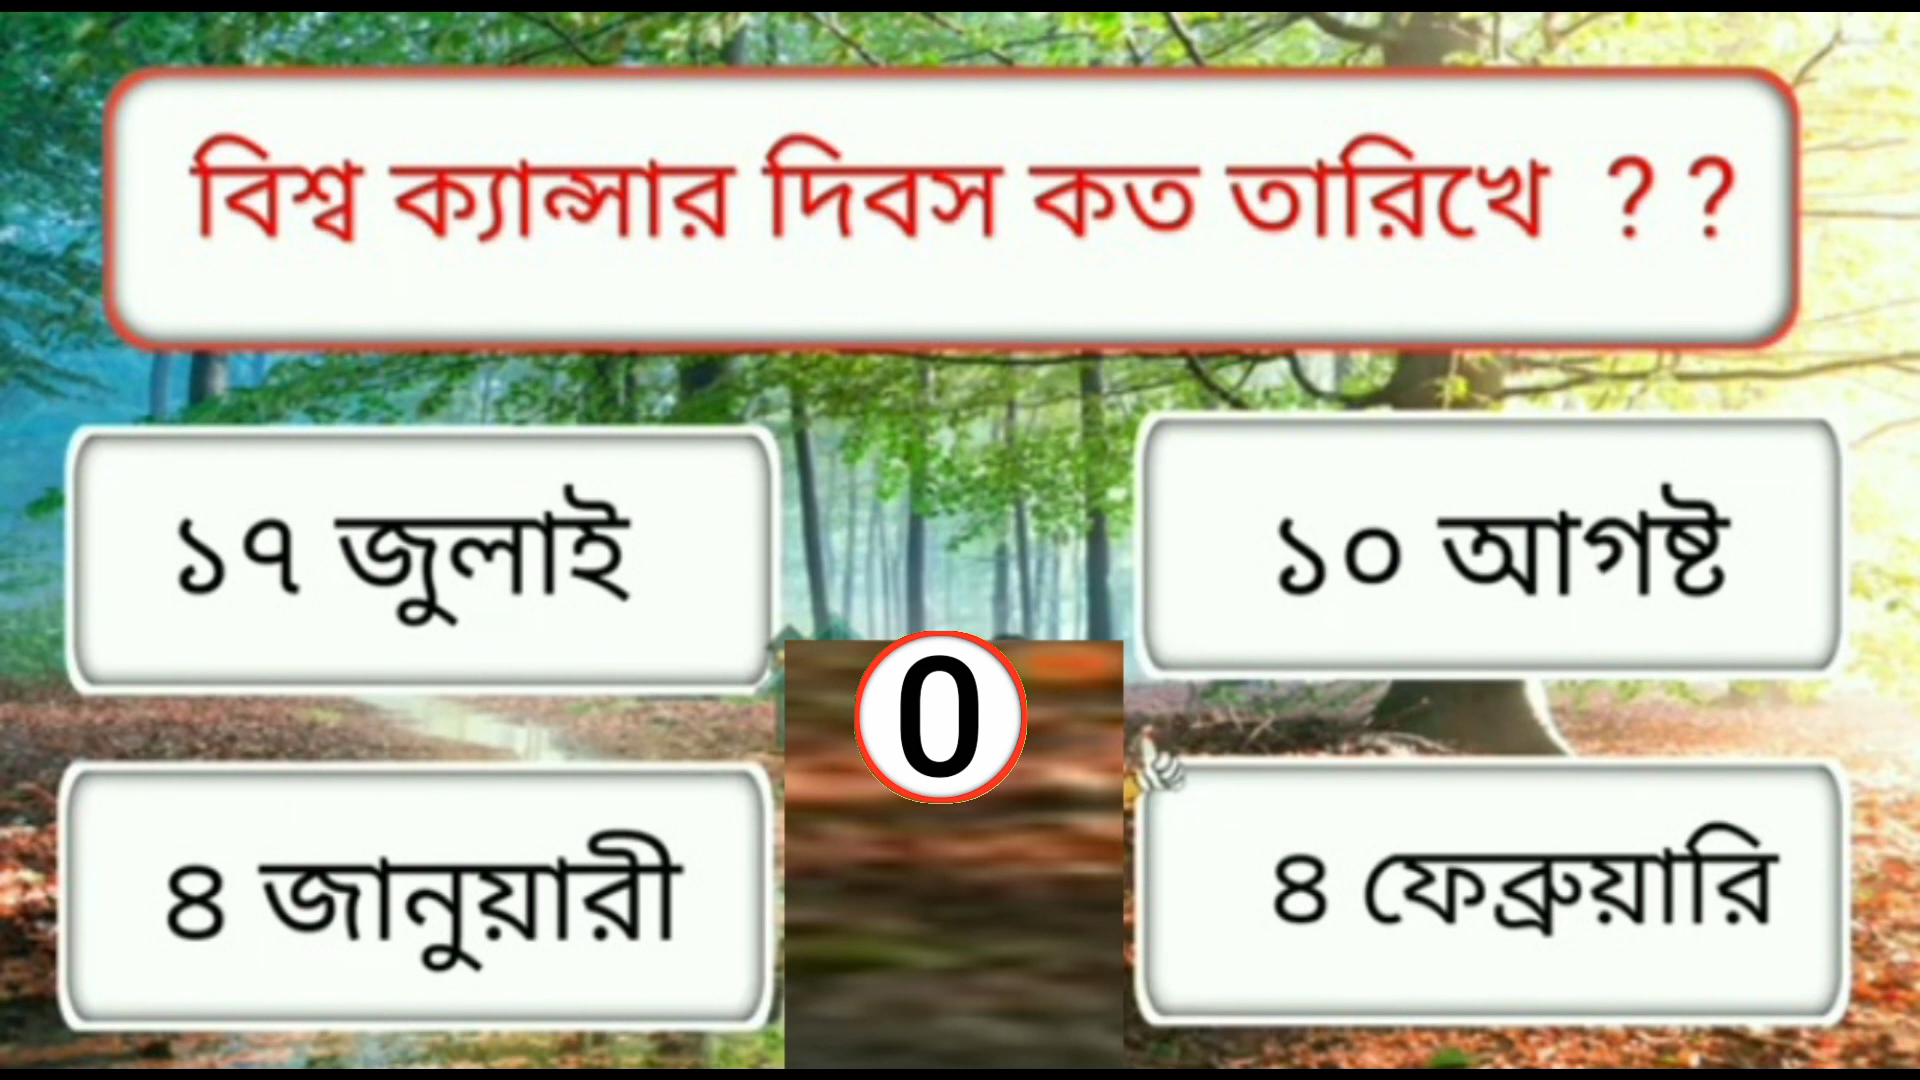 বিশ্ব ক্যান্সার দিবস কত তারিখে ??
১৭ জুলাই
১০ আগষ্ট
0
৪ জানুয়ারী
৪ ফেব্রুয়ারি